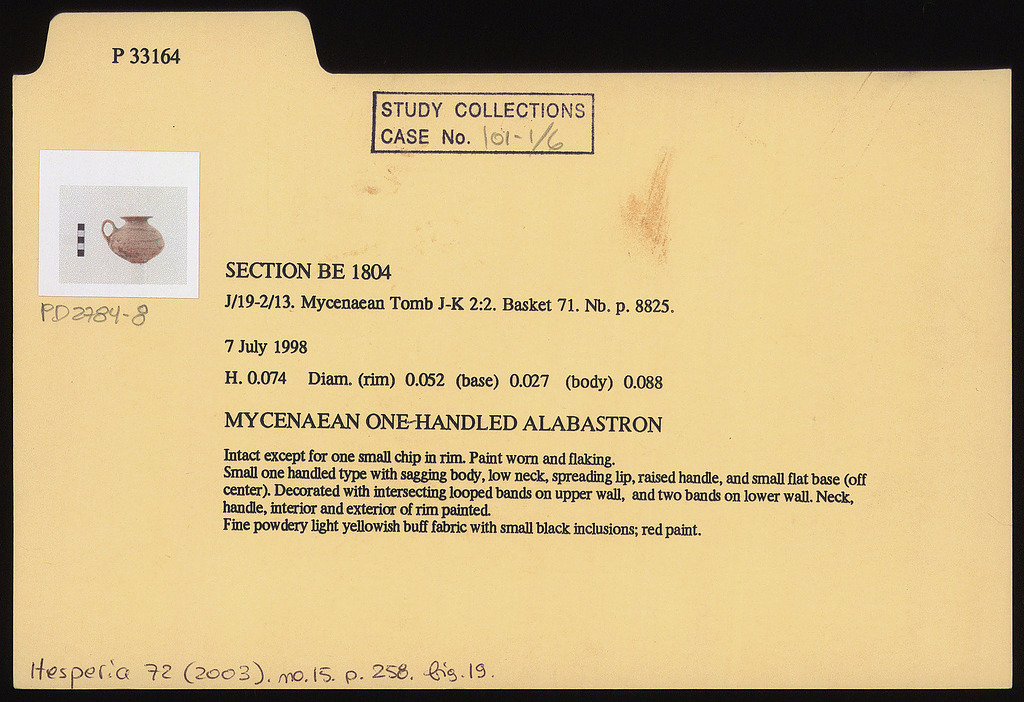 P 33164
STUDY COLLECTIONS
CASE No. 101-1/6
PD2784-8
SECTION BE 1804
J/19-2/13. Mycenaean Tomb J-K 2:2. Basket 71. Nb. p. 8825.
7 July 1998
H. 0.074 Diam. (rim) 0.052 (base) 0.027 (body) 0.088
MYCENAEAN ONE-HANDLED ALABASTRON
Intact except for one small chip in rim. Paint worn and flaking.
Small one handled type with sagging body, low neck, spreading lip, raised handle, and small flat base (off
center). Decorated with intersecting looped bands on upper wall, and two bands on lower wall. Neck,
handle, interior and exterior of rim painted.
Fine powdery light yellowish buff fabric with small black inclusions; red paint.
Hesperia 72 (2003). no.15. p. 258. fig.19.